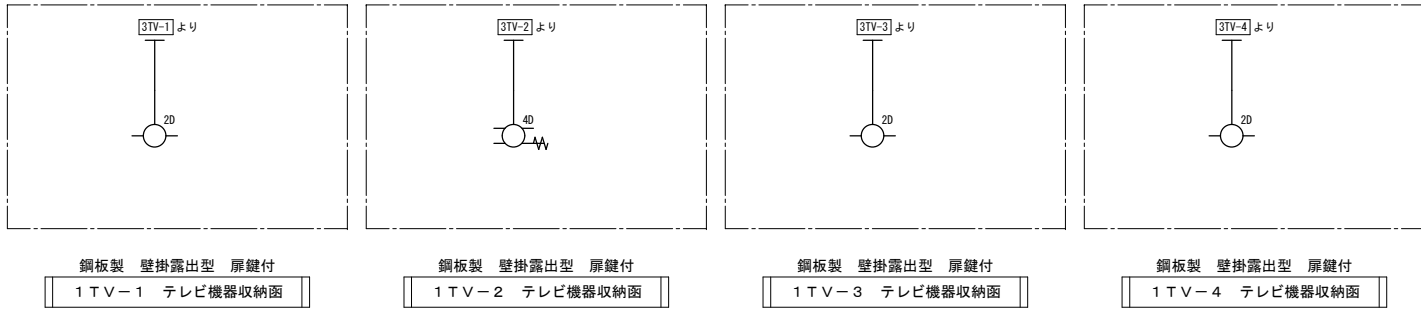 3TV-1 より
2D
鋼板製　壁掛露出型　扉鍵付
１ＴＶ－１　テレビ機器収納函
3TV-2 より
4D
鋼板製　壁掛露出型　扉鍵付
１ＴＶ－２　テレビ機器収納函
3TV-3 より
2D
鋼板製　壁掛露出型　扉鍵付
１ＴＶ－３　テレビ機器収納函
3TV-4 より
2D
鋼板製　壁掛露出型　扉鍵付
１ＴＶ－４　テレビ機器収納函